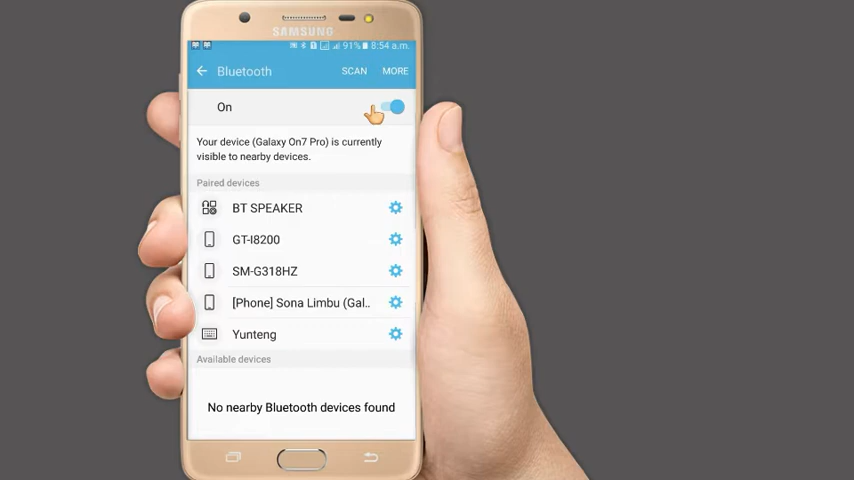 SAMSUNG
91% 8:54 a.m.
Bluetooth SCAN MORE
On
Your device (Galaxy On7 Pro) is currently
visible to nearby devices.
Paired devices
BT SPEAKER
GT-I8200
SM-G318HZ
[Phone] Sona Limbu (Gal..
Yunteng
Available devices
No nearby Bluetooth devices found